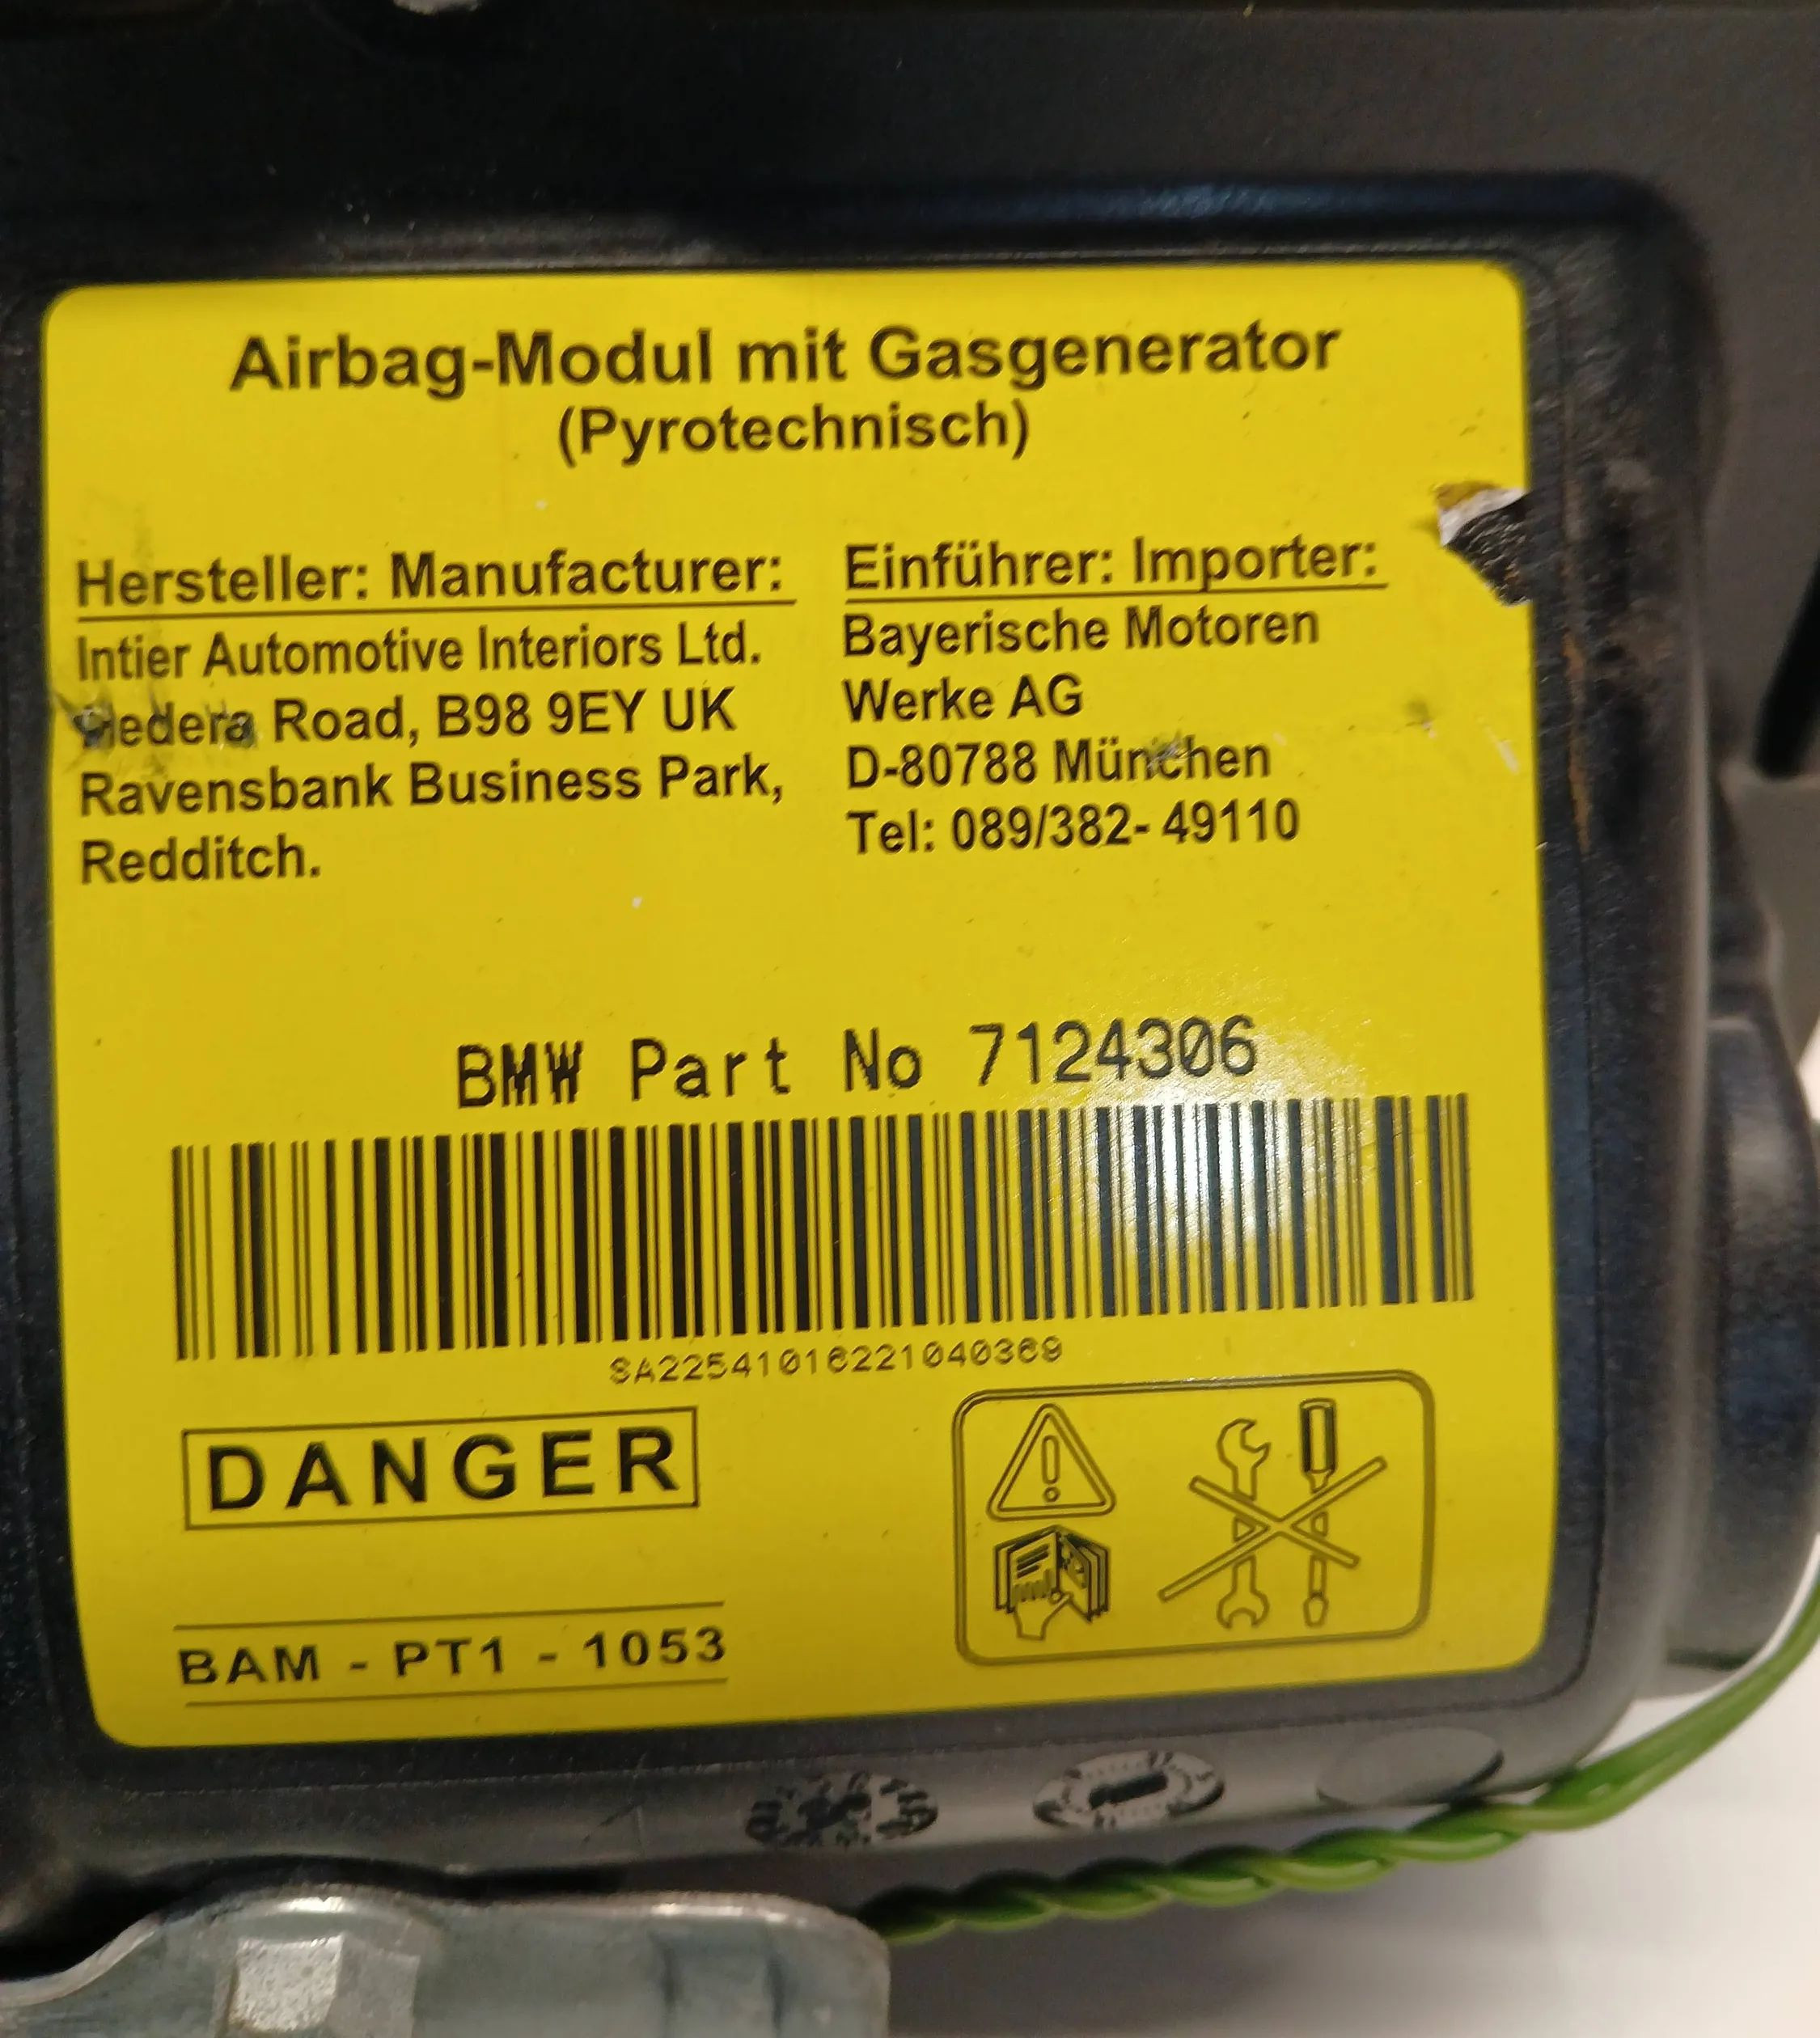 Airbag-Modul mit Gasgenerator
(Pyrotechnisch)
Hersteller: Manufacturer:
Intier Automotive Interiors Ltd.
Hedera Road, B98 9EY UK
Ravensbank Business Park,
Redditch.
Einführer: Importer:
Bayerische Motoren
Werke AG
D-80788 München
Tel: 089/382- 49110
BMW Part No 7124306
SA22541016221040369
DANGER
BAM - PT1 - 1053